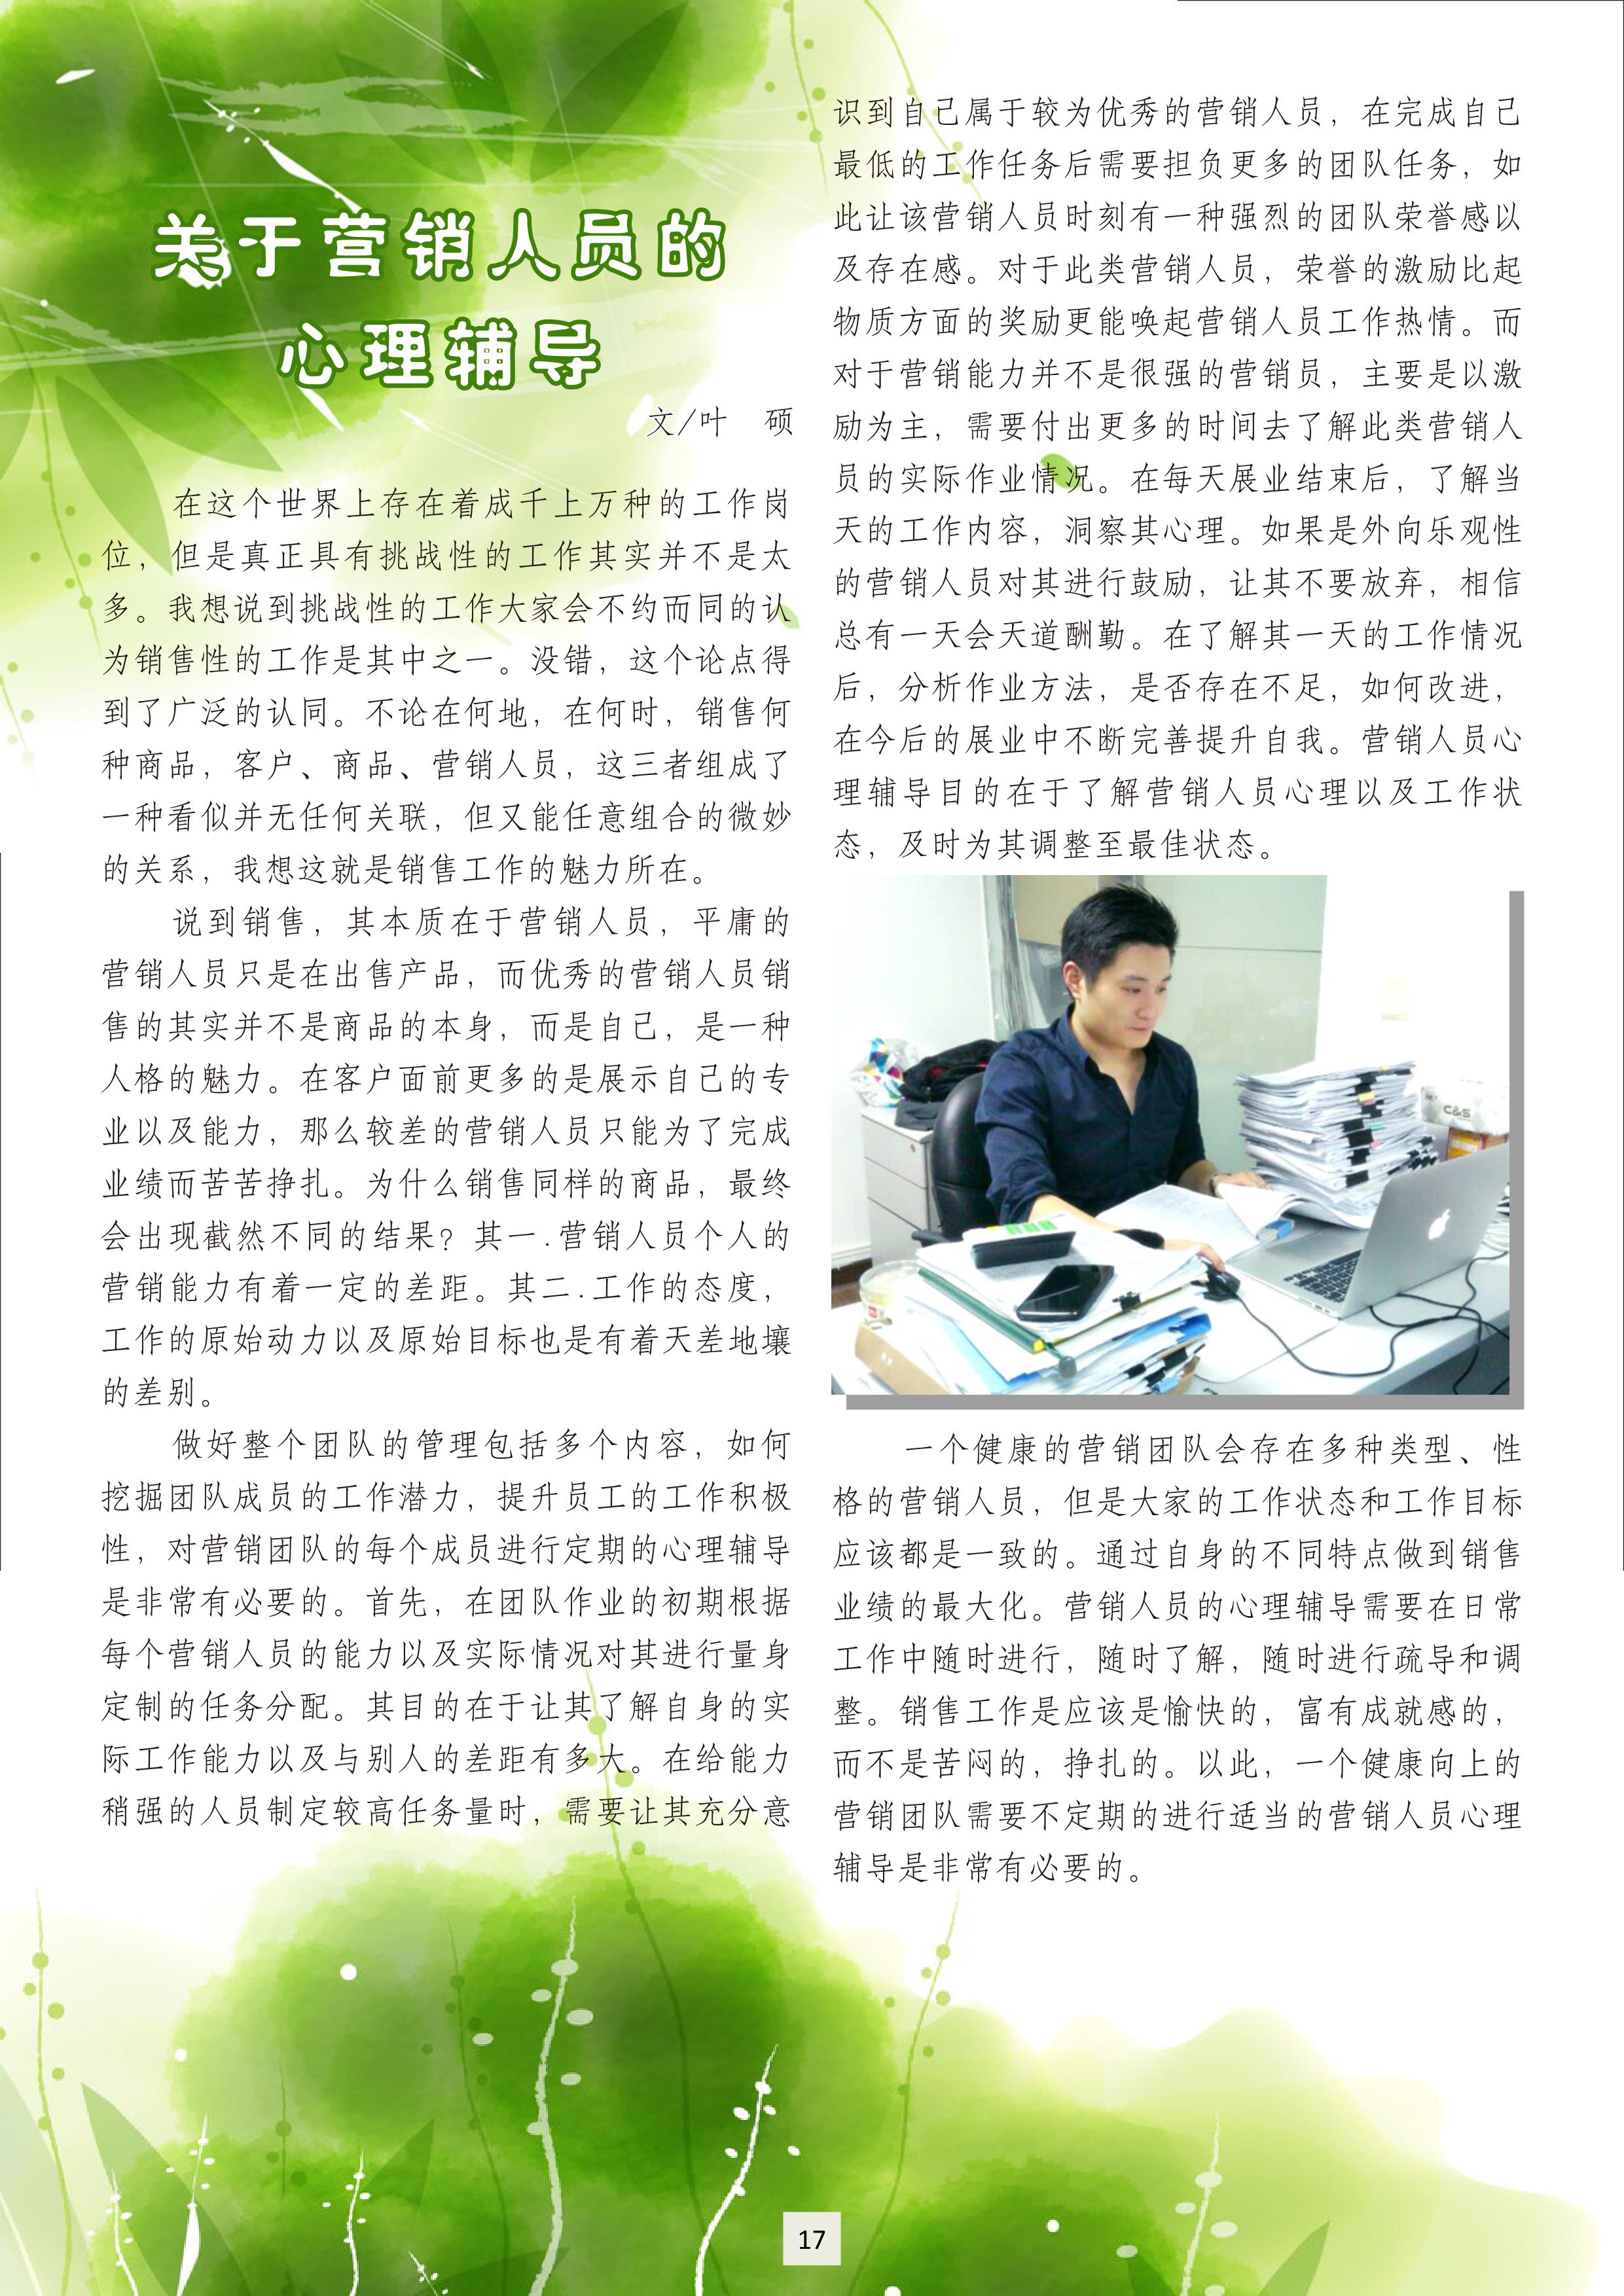 关于营销人员的
心理辅导
文/叶　硕
在这个世界上存在着成千上万种的工作岗
位，但是真正具有挑战性的工作其实并不是太
多。我想说到挑战性的工作大家会不约而同的认
为销售性的工作是其中之一。没错，这个论点得
到了广泛的认同。不论在何地，在何时，销售何
种商品，客户、商品、营销人员，这三者组成了
一种看似并无任何关联，但又能任意组合的微妙
的关系，我想这就是销售工作的魅力所在。
说到销售，其本质在于营销人员，平庸的
营销人员只是在出售产品，而优秀的营销人员销
售的其实并不是商品的本身，而是自己，是一种
人格的魅力。在客户面前更多的是展示自己的专
业以及能力，那么较差的营销人员只能为了完成
业绩而苦苦挣扎。为什么销售同样的商品，最终
会出现截然不同的结果？其一.营销人员个人的
营销能力有着一定的差距。其二.工作的态度，
工作的原始动力以及原始目标也是有着天差地壤
的差别。
做好整个团队的管理包括多个内容，如何
挖掘团队成员的工作潜力，提升员工的工作积极
性，对营销团队的每个成员进行定期的心理辅导
是非常有必要的。首先，在团队作业的初期根据
每个营销人员的能力以及实际情况对其进行量身
定制的任务分配。其目的在于让其了解自身的实
际工作能力以及与别人的差距有多大。在给能力
稍强的人员制定较高任务量时，需要让其充分意
识到自己属于较为优秀的营销人员，在完成自己
最低的工作任务后需要担负更多的团队任务，如
此让该营销人员时刻有一种强烈的团队荣誉感以
及存在感。对于此类营销人员，荣誉的激励比起
物质方面的奖励更能唤起营销人员工作热情。而
对于营销能力并不是很强的营销员，主要是以激
励为主，需要付出更多的时间去了解此类营销人
员的实际作业情况。在每天展业结束后，了解当
天的工作内容，洞察其心理。如果是外向乐观性
的营销人员对其进行鼓励，让其不要放弃，相信
总有一天会天道酬勤。在了解其一天的工作情况
后，分析作业方法，是否存在不足，如何改进，
在今后的展业中不断完善提升自我。营销人员心
理辅导目的在于了解营销人员心理以及工作状
态，及时为其调整至最佳状态。
C&S
一个健康的营销团队会存在多种类型、性
格的营销人员，但是大家的工作状态和工作目标
应该都是一致的。通过自身的不同特点做到销售
业绩的最大化。营销人员的心理辅导需要在日常
工作中随时进行，随时了解，随时进行疏导和调
整。销售工作是应该是愉快的，富有成就感的，
而不是苦闷的，挣扎的。以此，一个健康向上的
营销团队需要不定期的进行适当的营销人员心理
辅导是非常有必要的。
17